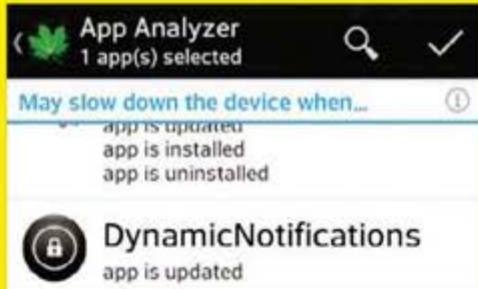 App Analyzer
1 app(s) selected
May slow down the device when...
app is updated
app is installed
app is uninstalled
DynamicNotifications
app is updated